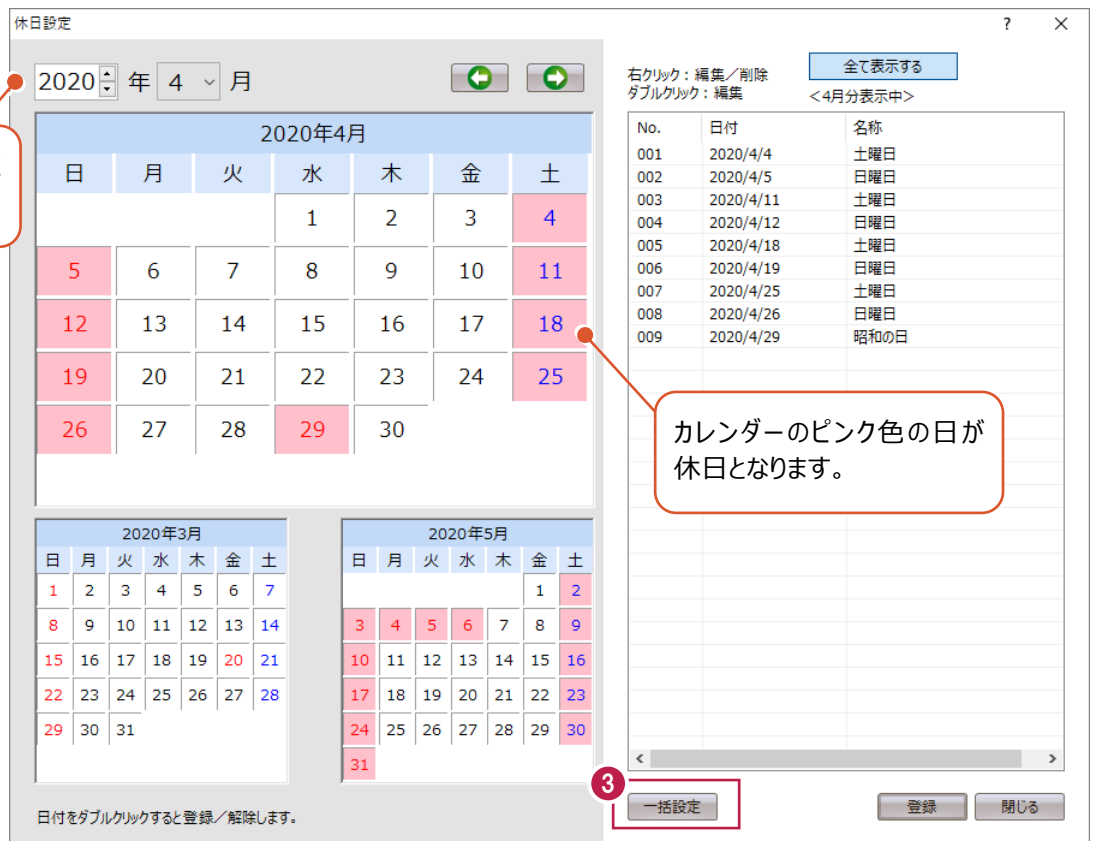 休日設定
? ×
2020 年 4 月
2020年4月
日 月 火 水 木 金 土
1 2 3 4
5 6 7 8 9 10 11
12 13 14 15 16 17 18
19 20 21 22 23 24 25
26 27 28 29 30
2020年3月
日 月 火 水 木 金 土
1 2 3 4 5 6 7
8 9 10 11 12 13 14
15 16 17 18 19 20 21
22 23 24 25 26 27 28
29 30 31
2020年5月
日 月 火 水 木 金 土
1 2
3 4 5 6 7 8 9
10 11 12 13 14 15 16
17 18 19 20 21 22 23
24 25 26 27 28 29 30
31
日付をダブルクリックすると登録/解除します。
右クリック:編集/削除
ダブルクリック:編集
全て表示する
<4月分表示中>
No. 日付 名称
001 2020/4/4 土曜日
002 2020/4/5 日曜日
003 2020/4/11 土曜日
004 2020/4/12 日曜日
005 2020/4/18 土曜日
006 2020/4/19 日曜日
007 2020/4/25 土曜日
008 2020/4/26 日曜日
009 2020/4/29 昭和の日
カレンダーのピンク色の日が
休日となります。
3
一括設定
登録 閉じる